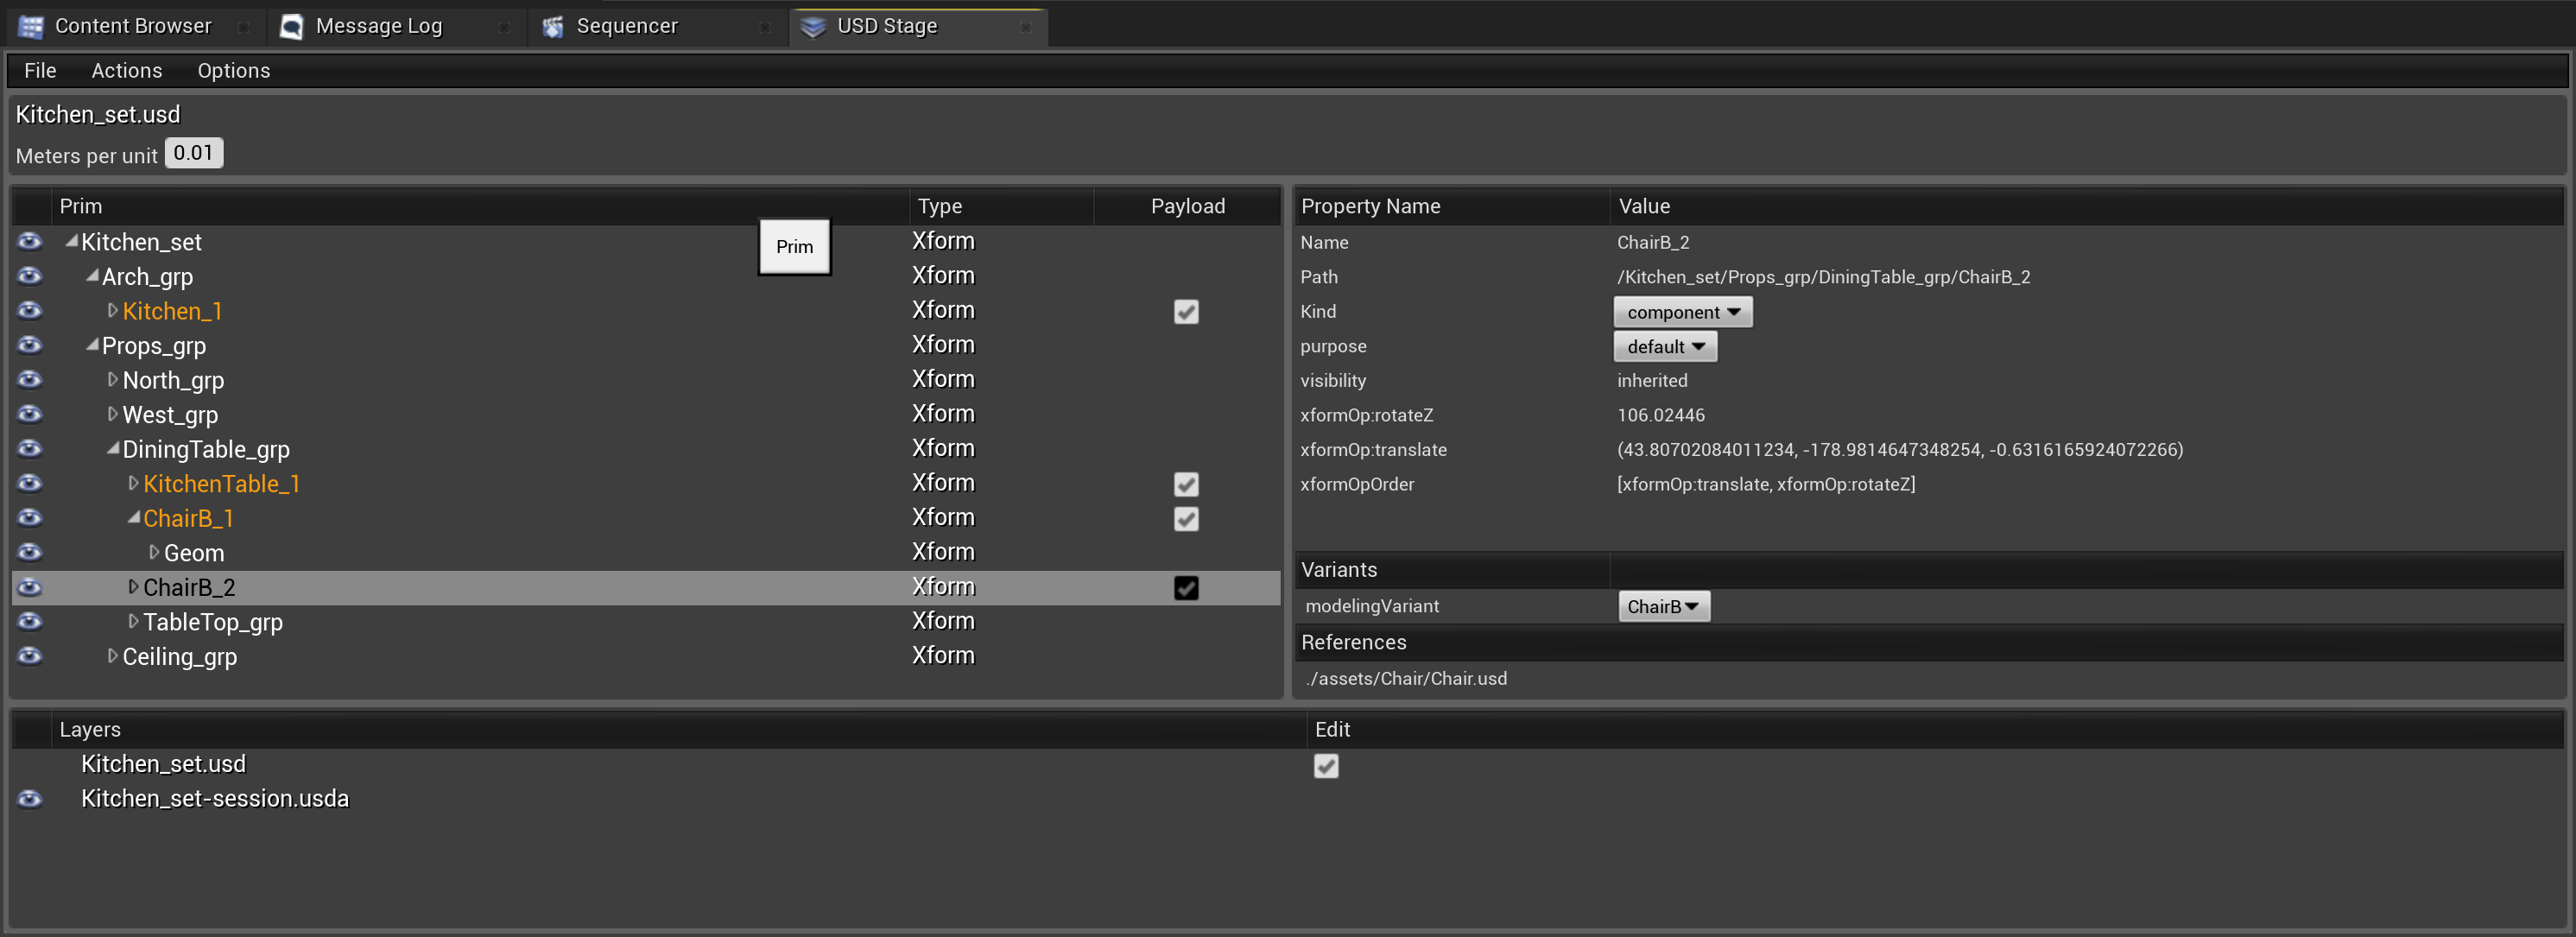 Content Browser Message Log Sequencer USD Stage
File Actions Options
Kitchen_set.usd
Meters per unit 0.01
Prim Type Payload
Kitchen_set Xform
Prim
Arch_grp Xform
Kitchen_1 Xform
Props_grp Xform
North_grp Xform
West_grp Xform
DiningTable_grp Xform
KitchenTable_1 Xform
ChairB_1 Xform
Geom Xform
ChairB_2 Xform
TableTop_grp Xform
Ceiling_grp Xform
Property Name Value
Name ChairB_2
Path /Kitchen_set/Props_grp/DiningTable_grp/ChairB_2
Kind component
purpose default
visibility inherited
xformOp:rotateZ 106.02446
xformOp:translate (43.80702084011234, -178.9814647348254, -0.6316165924072266)
xformOpOrder [xformOp:translate, xformOp:rotateZ]
Variants
modelingVariant ChairB
References
./assets/Chair/Chair.usd
Layers Edit
Kitchen_set.usd
Kitchen_set-session.usda